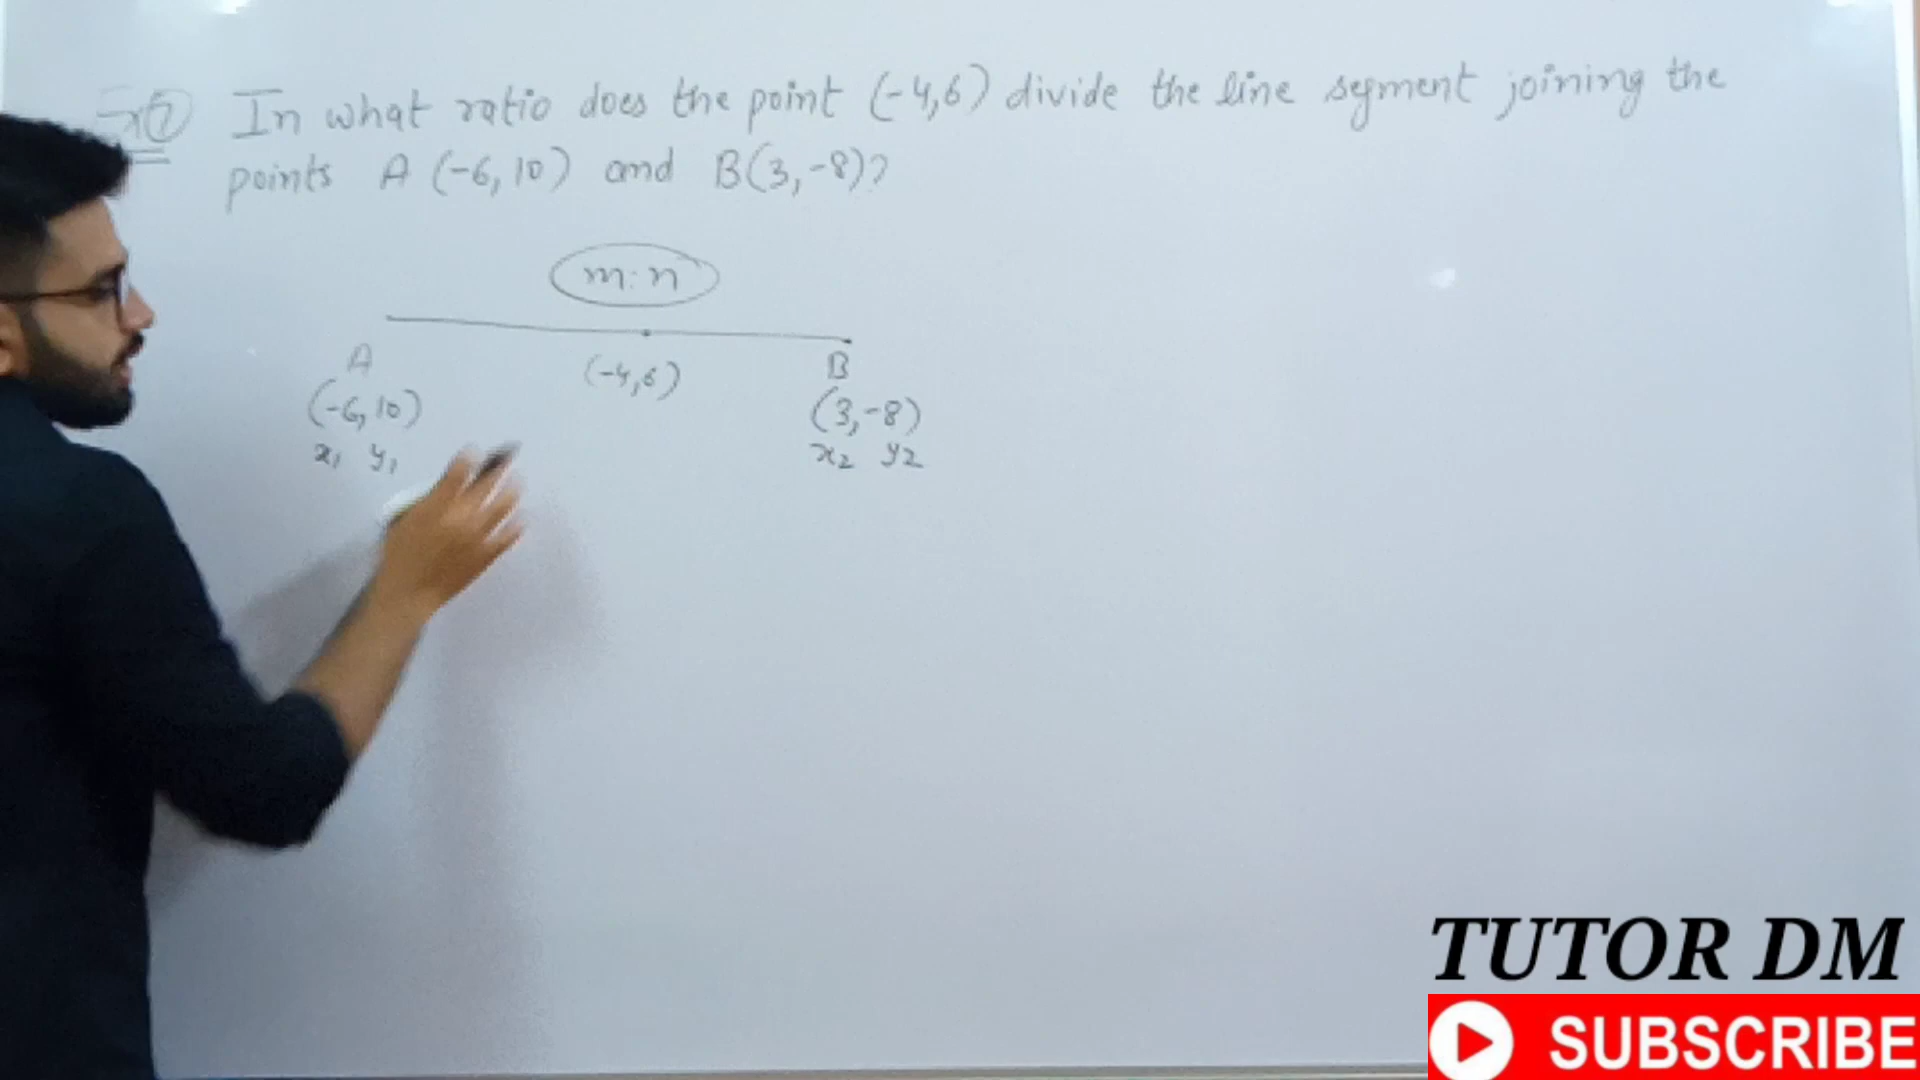 In what ratio does the point (-4,6) divide the line segment joining the
points A (-6, 10) and B(3, -8)?
m:n
A
(-4,6)
B
(-6, 10)
(3, -8)
x₁ y₁
x₂ y₂
TUTOR DM
SUBSCRIBE